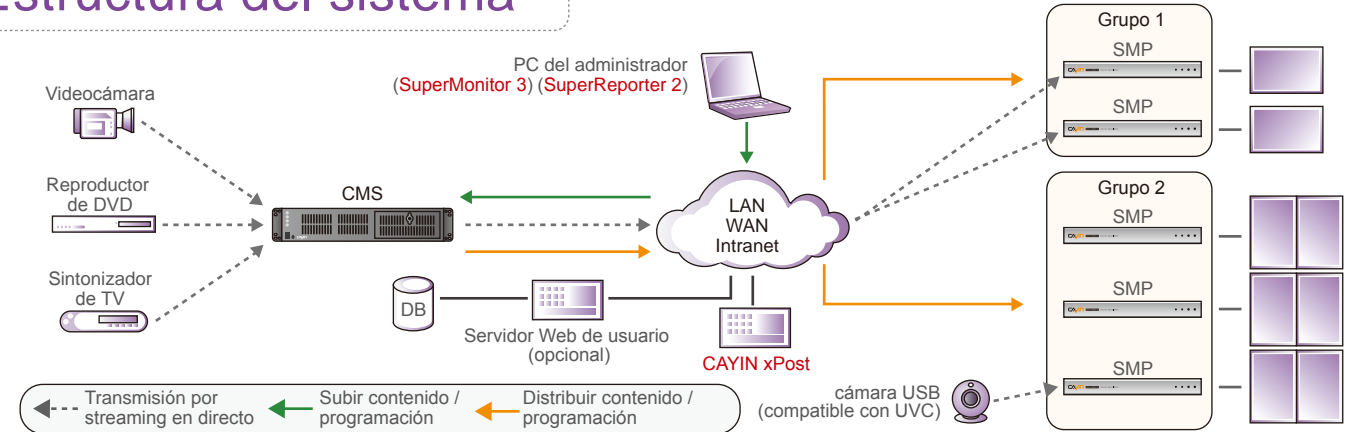 Estructura del sistema
Videocámara
Reproductor
de DVD
Sintonizador
de TV
CMS
PC del administrador
(SuperMonitor 3) (SuperReporter 2)
LAN
WAN
Intranet
DB
Servidor Web de usuario
(opcional)
CAYIN xPost
Grupo 1
SMP
SMP
Grupo 2
SMP
SMP
SMP
cámara USB
(compatible con UVC)
Transmisión por
streaming en directo
Subir contenido /
programación
Distribuir contenido /
programación